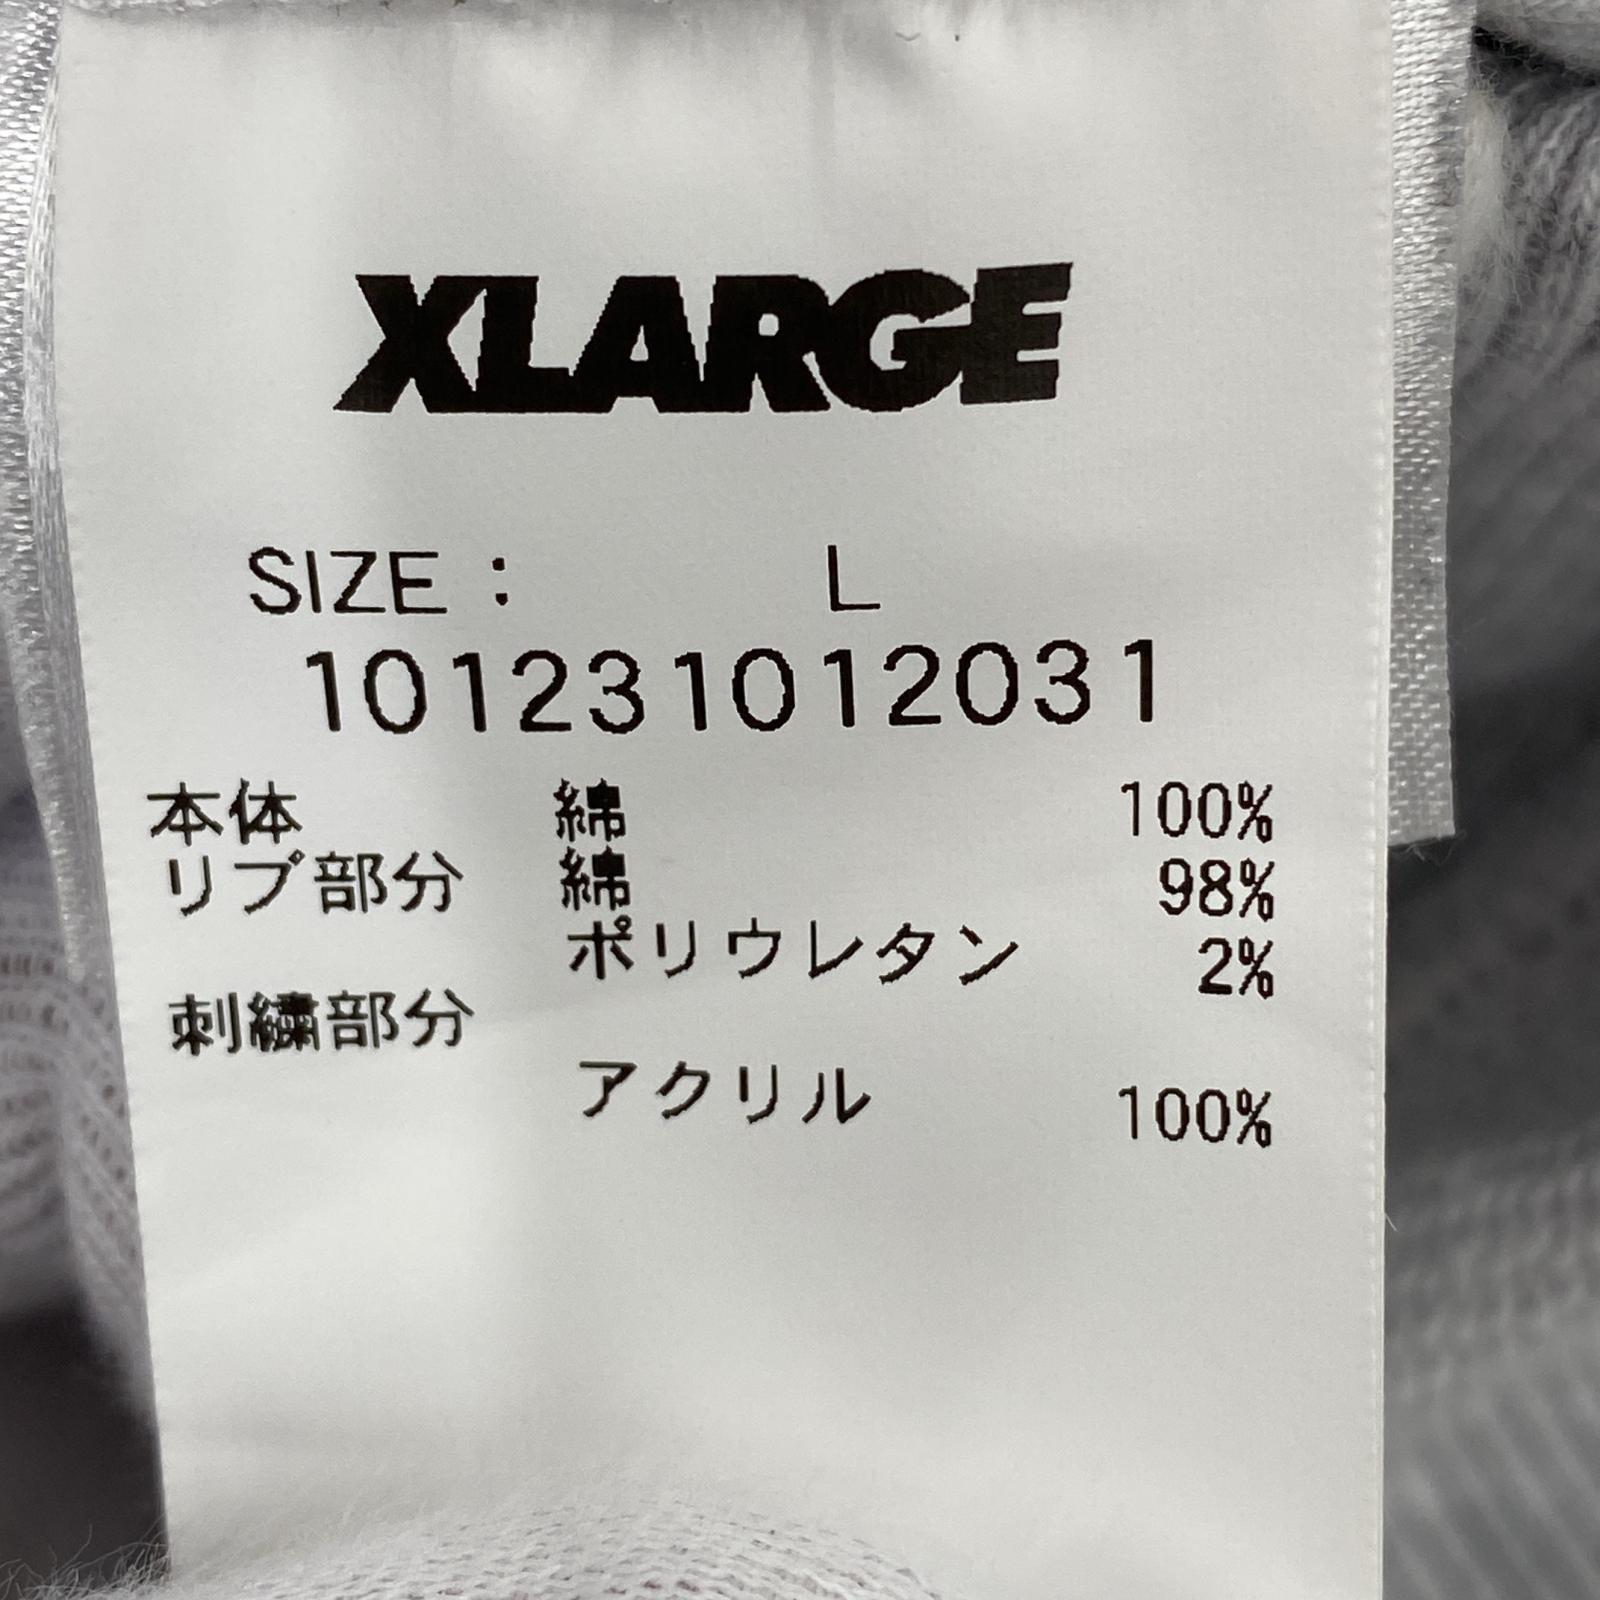 XLARGE
SIZE : L
101231012031
本体 綿 100%
リブ部分 綿 98%
ポリウレタン 2%
刺繍部分
アクリル 100%